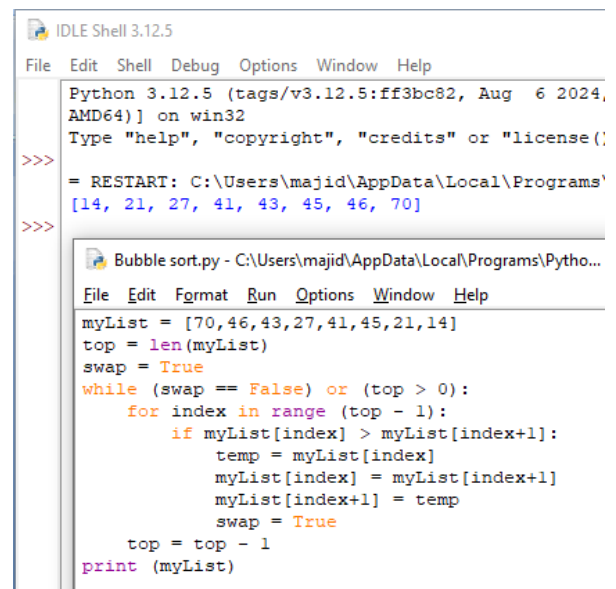 IDLE Shell 3.12.5
File Edit Shell Debug Options Window Help
Python 3.12.5 (tags/v3.12.5:ff3bc82, Aug  6 2024,
AMD64)] on win32
Type "help", "copyright", "credits" or "license()
>>>
= RESTART: C:\Users\majid\AppData\Local\Programs\
[14, 21, 27, 41, 43, 45, 46, 70]
>>>
Bubble sort.py - C:\Users\majid\AppData\Local\Programs\Pytho...
File Edit Format Run Options Window Help
myList = [70,46,43,27,41,45,21,14]
top = len(myList)
swap = True
while (swap == False) or (top > 0):
    for index in range (top - 1):
        if myList[index] > myList[index+1]:
            temp = myList[index]
            myList[index] = myList[index+1]
            myList[index+1] = temp
            swap = True
    top = top - 1
print (myList)